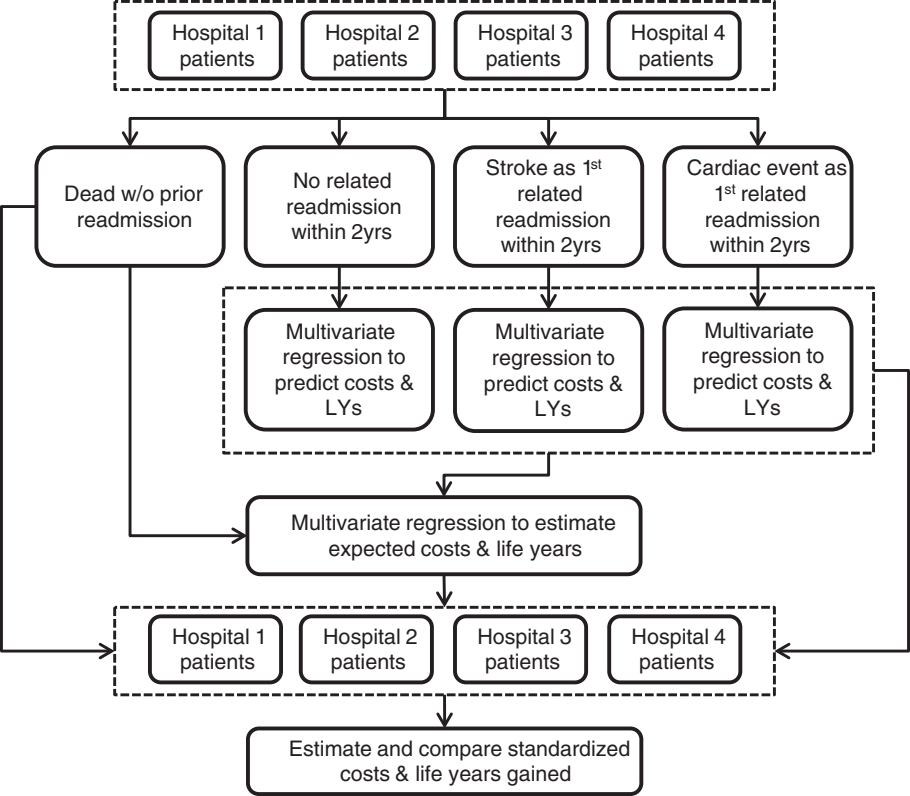 Hospital 1
patients
Hospital 2
patients
Hospital 3
patients
Hospital 4
patients
Dead w/o prior
readmission
No related
readmission
within 2yrs
Stroke as 1st
related
readmission
within 2yrs
Cardiac event as
1st related
readmission
within 2yrs
Multivariate
regression to
predict costs &
LYs
Multivariate
regression to
predict costs &
LYs
Multivariate
regression to
predict costs &
LYs
Multivariate regression to estimate
expected costs & life years
Hospital 1
patients
Hospital 2
patients
Hospital 3
patients
Hospital 4
patients
Estimate and compare standardized
costs & life years gained